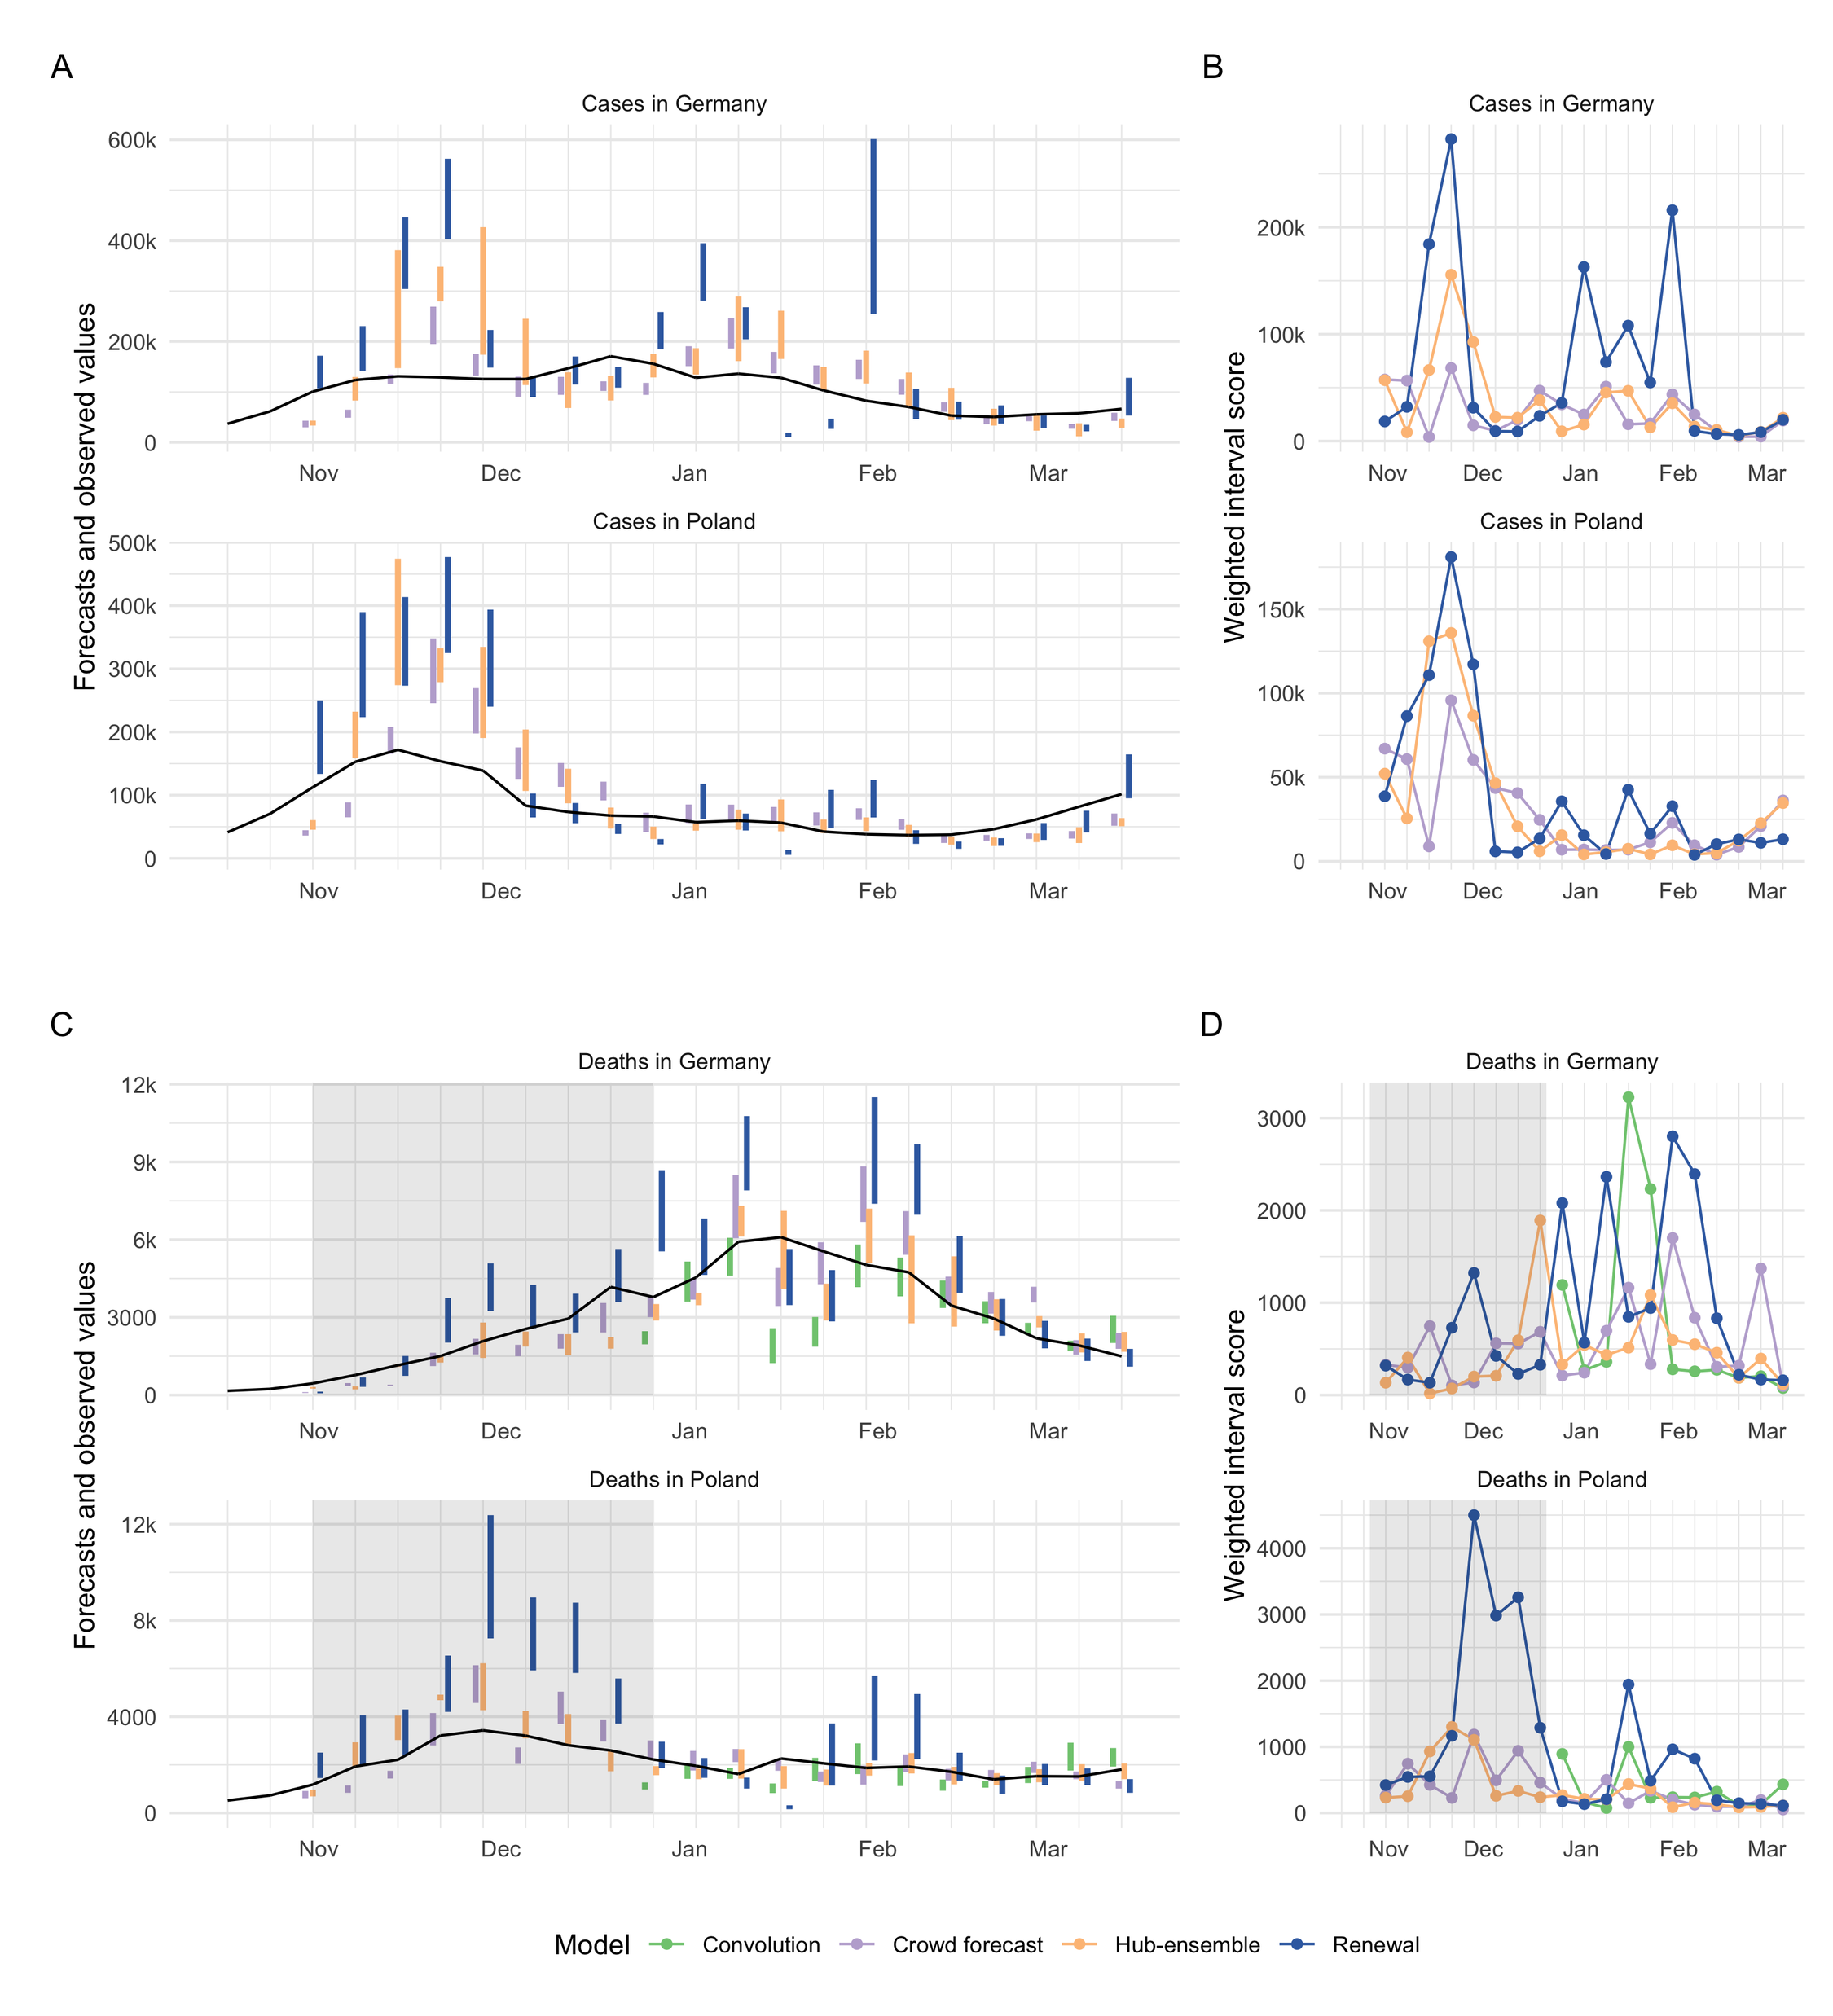 A
Cases in Germany
Forecasts and observed values
600k
400k
200k
0
Nov Dec Jan Feb Mar
Cases in Poland
500k
400k
300k
200k
100k
0
Nov Dec Jan Feb Mar
B
Cases in Germany
Weighted interval score
200k
100k
0
Nov Dec Jan Feb Mar
Cases in Poland
150k
100k
50k
0
Nov Dec Jan Feb Mar
C
Deaths in Germany
Forecasts and observed values
12k
9k
6k
3000
0
Nov Dec Jan Feb Mar
Deaths in Poland
12k
8k
4000
0
Nov Dec Jan Feb Mar
D
Deaths in Germany
Weighted interval score
3000
2000
1000
0
Nov Dec Jan Feb Mar
Deaths in Poland
4000
3000
2000
1000
0
Nov Dec Jan Feb Mar
Model Convolution Crowd forecast Hub-ensemble Renewal